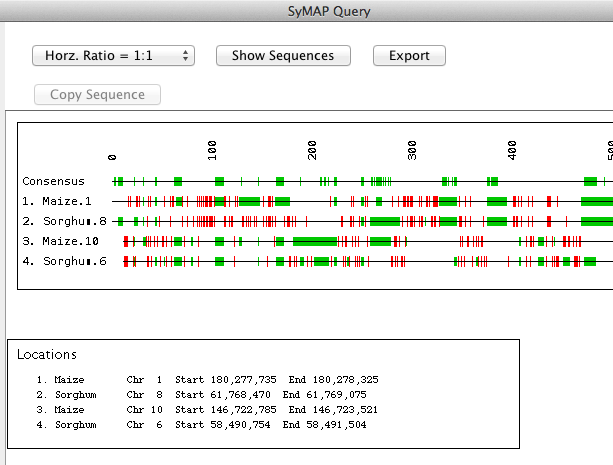 SyMAP Query
Horz. Ratio = 1:1 Show Sequences Export
Copy Sequence
0 100 200 300 400 500
Consensus
1. Maize.1
2. Sorghum.8
3. Maize.10
4. Sorghum.6
Locations
1. Maize Chr 1 Start 180,277,735 End 180,278,325
2. Sorghum Chr 8 Start 61,768,470 End 61,769,075
3. Maize Chr 10 Start 146,722,785 End 146,723,521
4. Sorghum Chr 6 Start 58,490,754 End 58,491,504